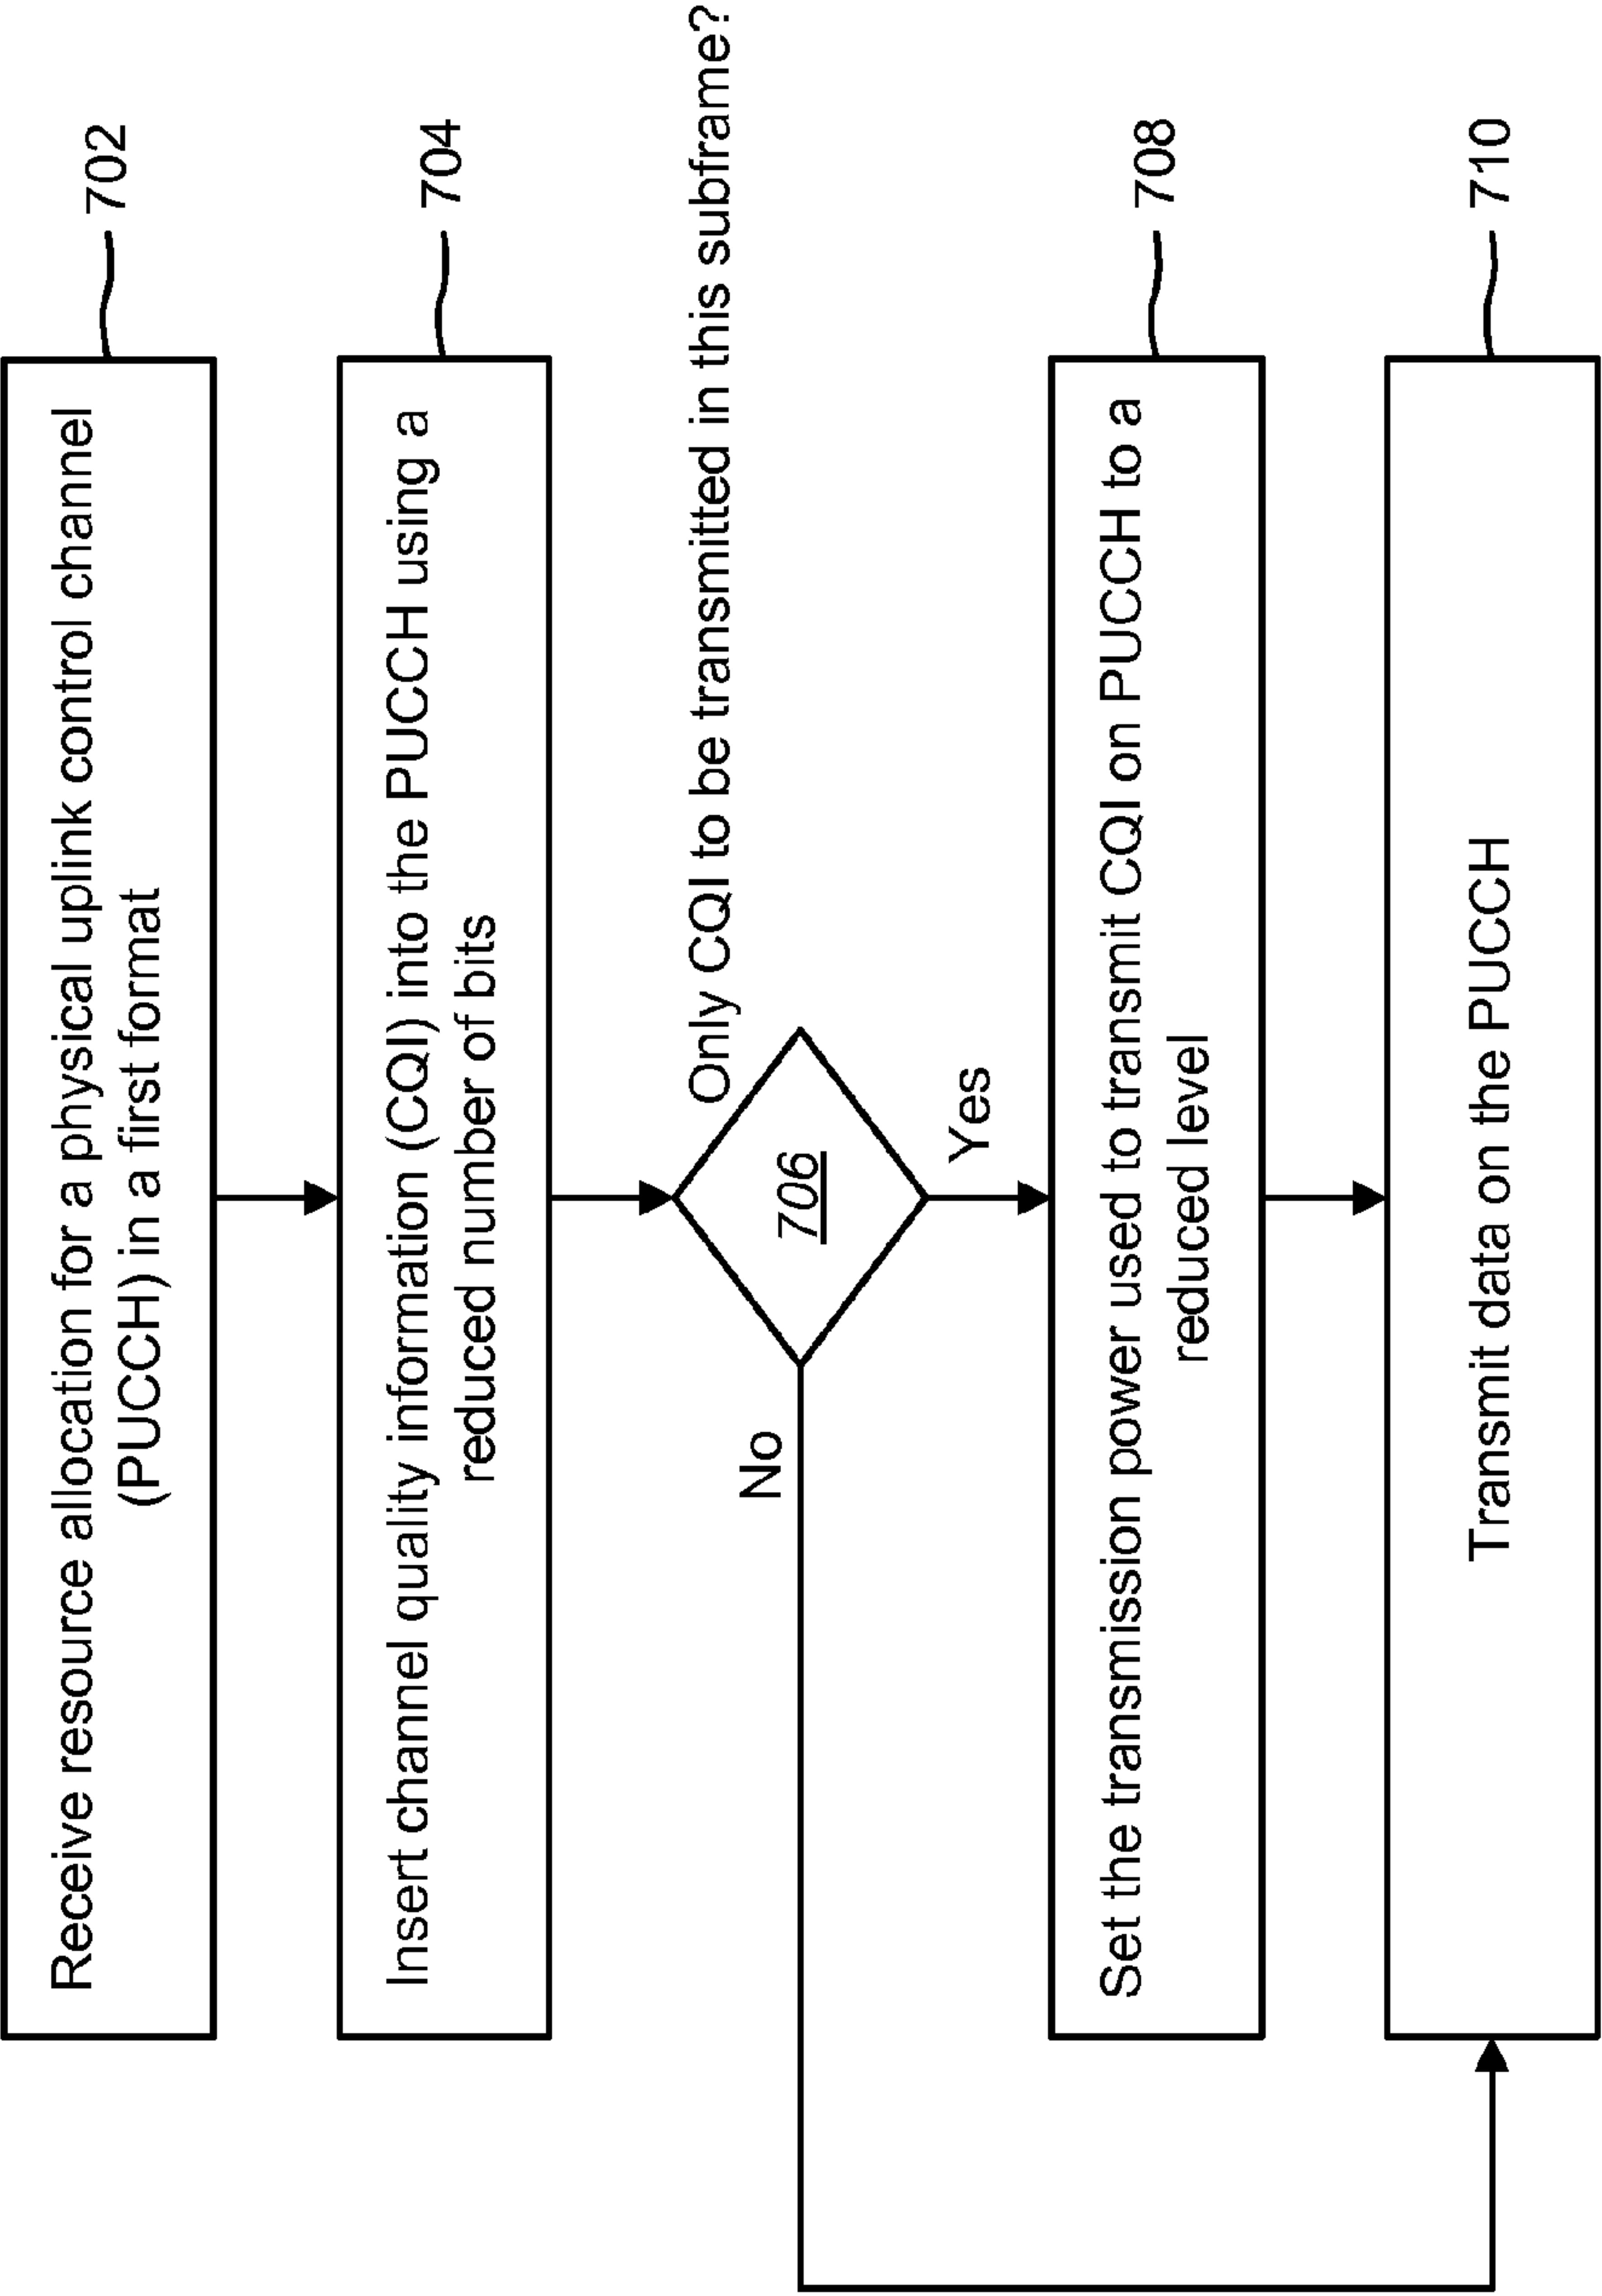 Receive resource allocation for a physical uplink control channel
(PUCCH) in a first format
702
Insert channel quality information (CQI) into the PUCCH using a
reduced number of bits
704
Only CQI to be transmitted in this subframe?
706
No
Yes
Set the transmission power used to transmit CQI on PUCCH to a
reduced level
708
Transmit data on the PUCCH
710